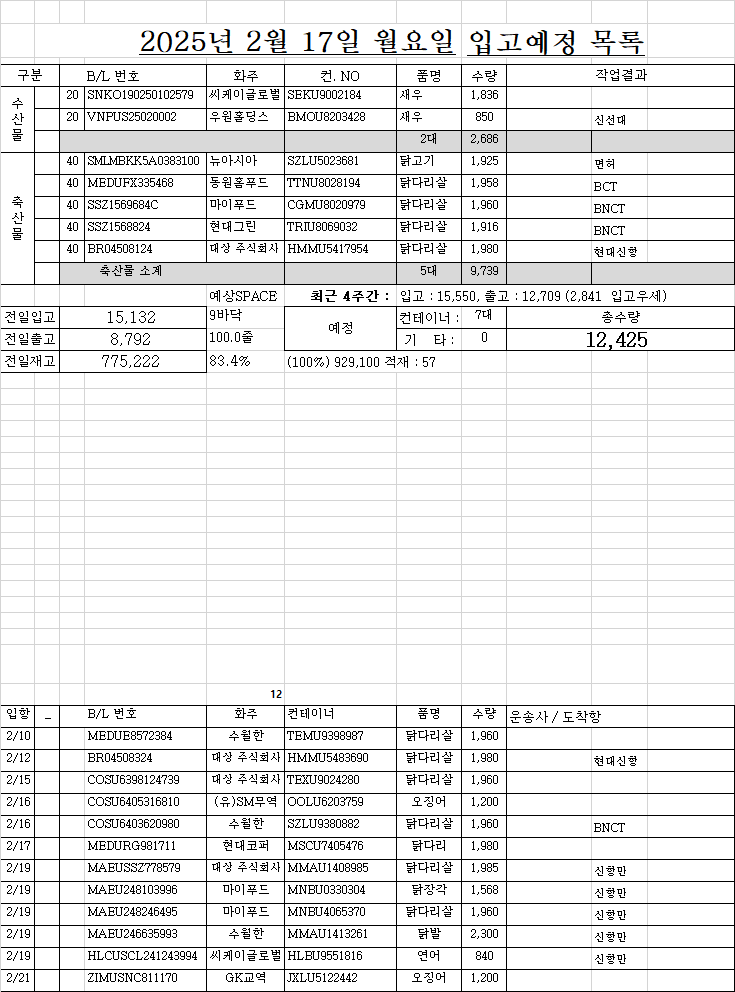 2025년 2월 17일 월요일 입고예정 목록
구분 B/L 번호 화주 컨. NO 품명 수량 작업결과
수산물
20 SNKO190250102579 씨케이글로벌 SEKU9002184 새우 1,836
20 VNPUS25020002 우원홀딩스 BMOU8203428 새우 850 신선대
2대 2,686
축산물
40 SMLMBKK5A0383100 뉴아시아 SZLU5023681 닭고기 1,925 면허
40 MEDUFX335468 동원홈푸드 TTNU8028194 닭다리살 1,958 BCT
40 SSZ1569684C 마이푸드 CGMU8020979 닭다리살 1,960 BNCT
40 SSZ1568824 현대그린 TRIU8069032 닭다리살 1,916 BNCT
40 BR04508124 대상 주식회사 HMMU5417954 닭다리살 1,980 현대신항
축산물 소계 5대 9,739
예상SPACE 최근 4주간 : 입고 : 15,550, 출고 : 12,709 (2,841 입고우세)
전일입고 15,132 9바닥 예정 컨테이너 : 7대 총수량
전일출고 8,792 100.0줄 기 타 : 0 12,425
전일재고 775,222 83.4% (100%) 929,100 적재 : 57
12
입항 _ B/L 번호 화주 컨테이너 품명 수량 운송사 / 도착항
2/10 MEDUE8572384 수월한 TEMU9398987 닭다리살 1,960
2/12 BR04508324 대상 주식회사 HMMU5483690 닭다리살 1,980 현대신항
2/15 COSU6398124739 대상 주식회사 TEXU9024280 닭다리살 1,960
2/16 COSU6405316810 (유)SM무역 OOLU6203759 오징어 1,200
2/16 COSU6403620980 수월한 SZLU9380882 닭다리살 1,960 BNCT
2/17 MEDURG981711 현대코퍼 MSCU7405476 닭다리 1,980
2/19 MAEUSSZ778579 대상 주식회사 MMAU1408985 닭다리살 1,985 신항만
2/19 MAEU248103996 마이푸드 MNBU0330304 닭장각 1,568 신항만
2/19 MAEU248246495 마이푸드 MNBU4065370 닭다리살 1,960 신항만
2/19 MAEU246635993 수월한 MMAU1413261 닭발 2,300 신항만
2/19 HLCUSCL241243994 씨케이글로벌 HLBU9551816 연어 840 신항만
2/21 ZIMUSNC811170 GK교역 JXLU5122442 오징어 1,200